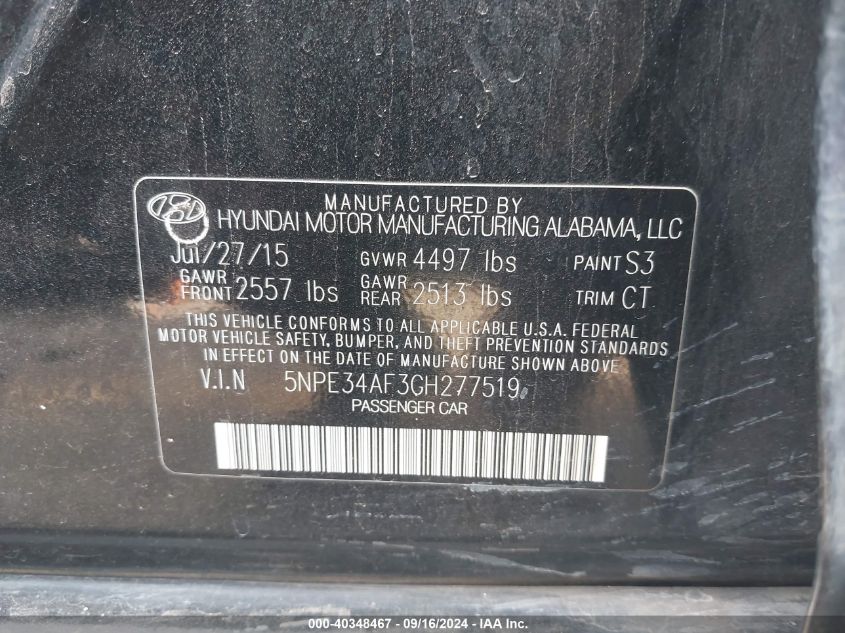 MANUFACTURED BY
HYUNDAI MOTOR MANUFACTURING ALABAMA, LLC
Jul/27/15 GVWR 4497 lbs PAINT S3
GAWR FRONT 2557 lbs GAWR REAR 2513 lbs TRIM CT
THIS VEHICLE CONFORMS TO ALL APPLICABLE U.S.A. FEDERAL
MOTOR VEHICLE SAFETY, BUMPER, AND THEFT PREVENTION STANDARDS
IN EFFECT ON THE DATE OF MANUFACTURE SHOWN ABOVE
V.I.N 5NPE34AF3GH277519
PASSENGER CAR
000-40348467 - 09/16/2024 - IAA Inc.